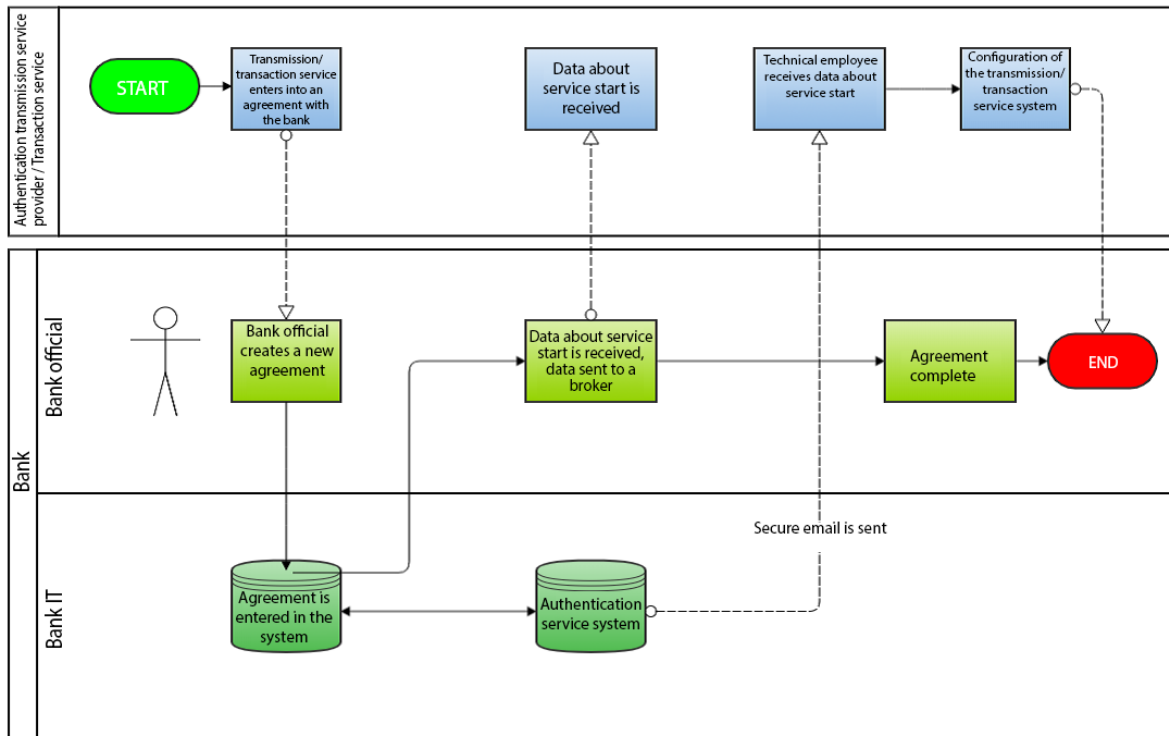 Authentication transmission service
provider / Transaction service
START
Transmission/
transaction service
enters into an
agreement with
the bank
Data about
service start is
received
Technical employee
receives data about
service start
Configuration of
the transmission/
transaction
service system
Bank
Bank official
Bank official
creates a new
agreement
Data about service
start is received,
data sent to a
broker
Agreement
complete
END
Bank IT
Secure email is sent
Agreement is
entered in the
system
Authentication
service system